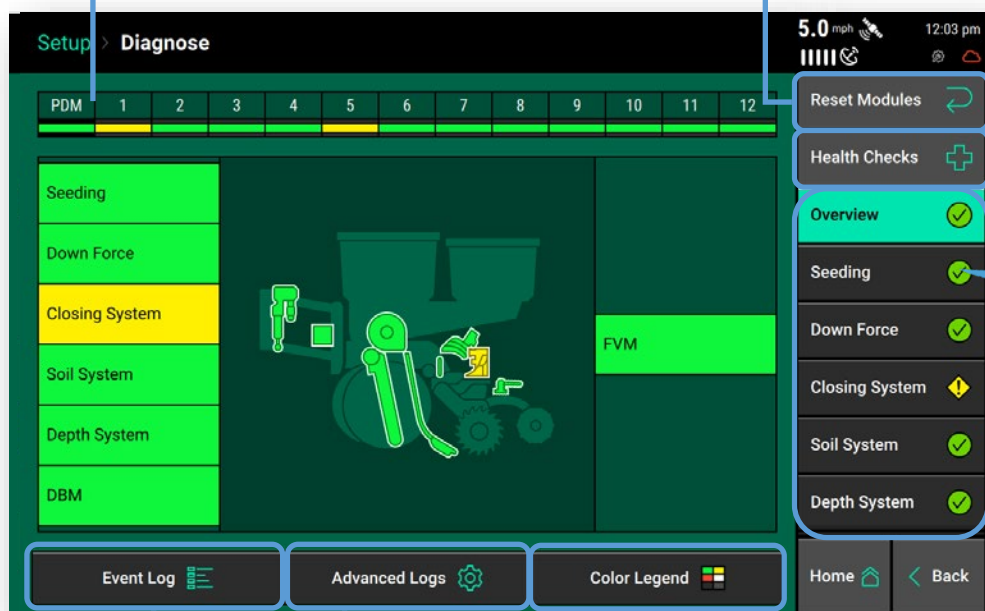 Setup > Diagnose
5.0 mph 12:03 pm
PDM 1 2 3 4 5 6 7 8 9 10 11 12
Seeding
Down Force
Closing System
Soil System
Depth System
DBM
FVM
Reset Modules
Health Checks
Overview
Seeding
Down Force
Closing System
Soil System
Depth System
Event Log
Advanced Logs
Color Legend
Home
< Back